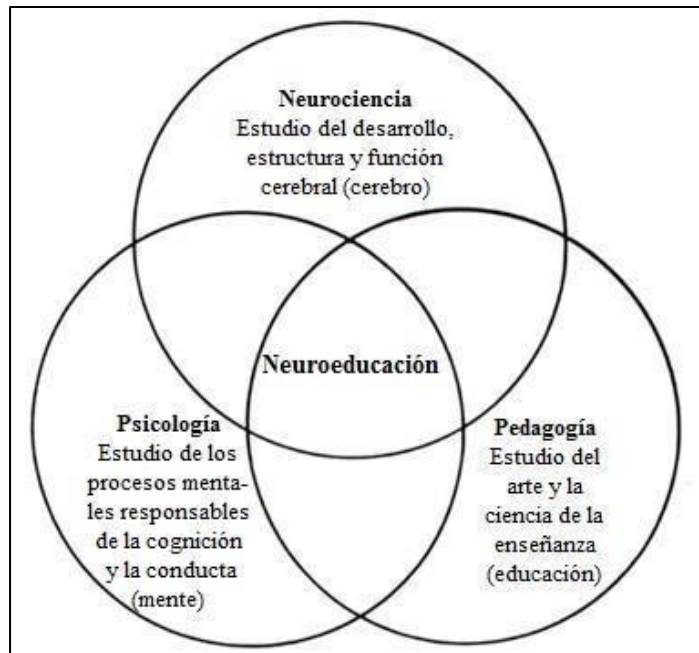 Neurociencia
Estudio del desarrollo,
estructura y función
cerebral (cerebro)
Neuroeducación
Psicología
Estudio de los
procesos menta-
les responsables
de la cognición
y la conducta
(mente)
Pedagogía
Estudio del
arte y la
ciencia de la
enseñanza
(educación)